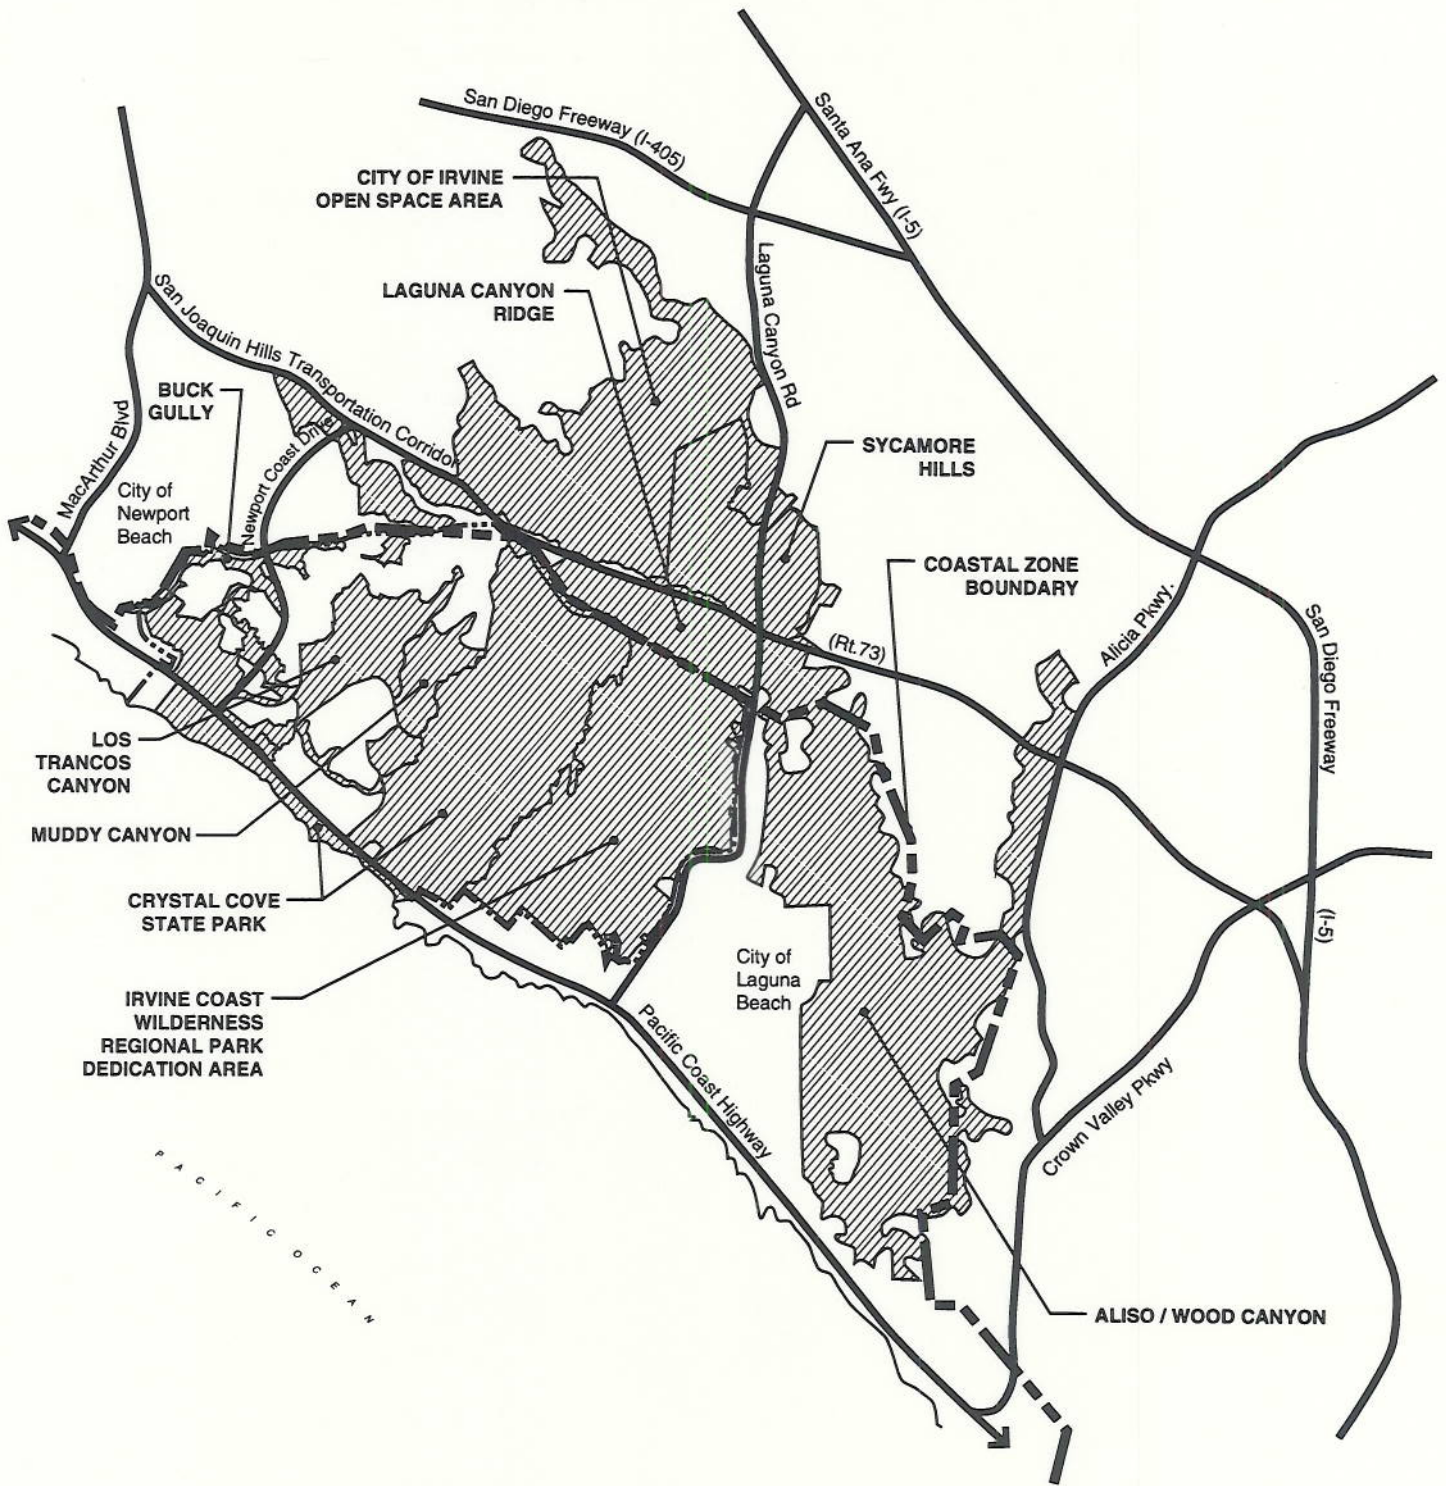 San Diego Freeway (I-405)
Santa Ana Fwy (I-5)
CITY OF IRVINE
OPEN SPACE AREA
LAGUNA CANYON
RIDGE
Laguna Canyon Rd
San Joaquin Hills Transportation Corridor
BUCK
GULLY
MacArthur Blvd
Newport Coast Drive
City of
Newport
Beach
SYCAMORE
HILLS
COASTAL ZONE
BOUNDARY
Alicia Pkwy.
(Rt.73)
San Diego Freeway
(I-5)
LOS
TRANCOS
CANYON
MUDDY CANYON
CRYSTAL COVE
STATE PARK
City of
Laguna
Beach
IRVINE COAST
WILDERNESS
REGIONAL PARK
DEDICATION AREA
Pacific Coast Highway
Crown Valley Pkwy
PACIFIC OCEAN
ALISO / WOOD CANYON